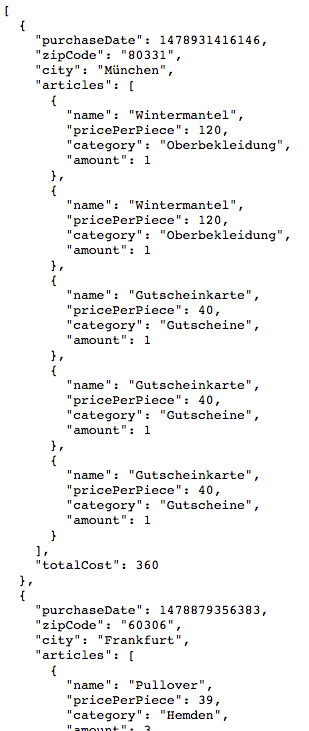 [
  {
    "purchaseDate": 1478931416146,
    "zipCode": "80331",
    "city": "München",
    "articles": [
      {
        "name": "Wintermantel",
        "pricePerPiece": 120,
        "category": "Oberbekleidung",
        "amount": 1
      },
      {
        "name": "Wintermantel",
        "pricePerPiece": 120,
        "category": "Oberbekleidung",
        "amount": 1
      },
      {
        "name": "Gutscheinkarte",
        "pricePerPiece": 40,
        "category": "Gutscheine",
        "amount": 1
      },
      {
        "name": "Gutscheinkarte",
        "pricePerPiece": 40,
        "category": "Gutscheine",
        "amount": 1
      },
      {
        "name": "Gutscheinkarte",
        "pricePerPiece": 40,
        "category": "Gutscheine",
        "amount": 1
      }
    ],
    "totalCost": 360
  },
  {
    "purchaseDate": 1478879356383,
    "zipCode": "60306",
    "city": "Frankfurt",
    "articles": [
      {
        "name": "Pullover",
        "pricePerPiece": 39,
        "category": "Hemden",
        "amount": 3